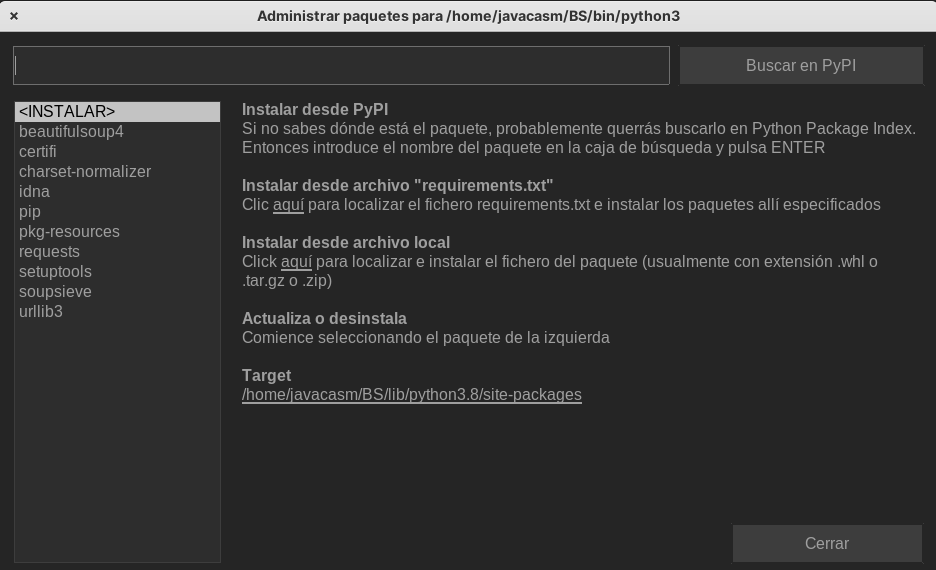 ×
Administrar paquetes para /home/javacasm/BS/bin/python3
Buscar en PyPI
<INSTALAR>
beautifulsoup4
certifi
charset-normalizer
idna
pip
pkg-resources
requests
setuptools
soupsieve
urllib3
Instalar desde PyPI
Si no sabes dónde está el paquete, probablemente querrás buscarlo en Python Package Index.
Entonces introduce el nombre del paquete en la caja de búsqueda y pulsa ENTER
Instalar desde archivo "requirements.txt"
Clic aquí para localizar el fichero requirements.txt e instalar los paquetes allí especificados
Instalar desde archivo local
Click aquí para localizar e instalar el fichero del paquete (usualmente con extensión .whl o
.tar.gz o .zip)
Actualiza o desinstala
Comience seleccionando el paquete de la izquierda
Target
/home/javacasm/BS/lib/python3.8/site-packages
Cerrar